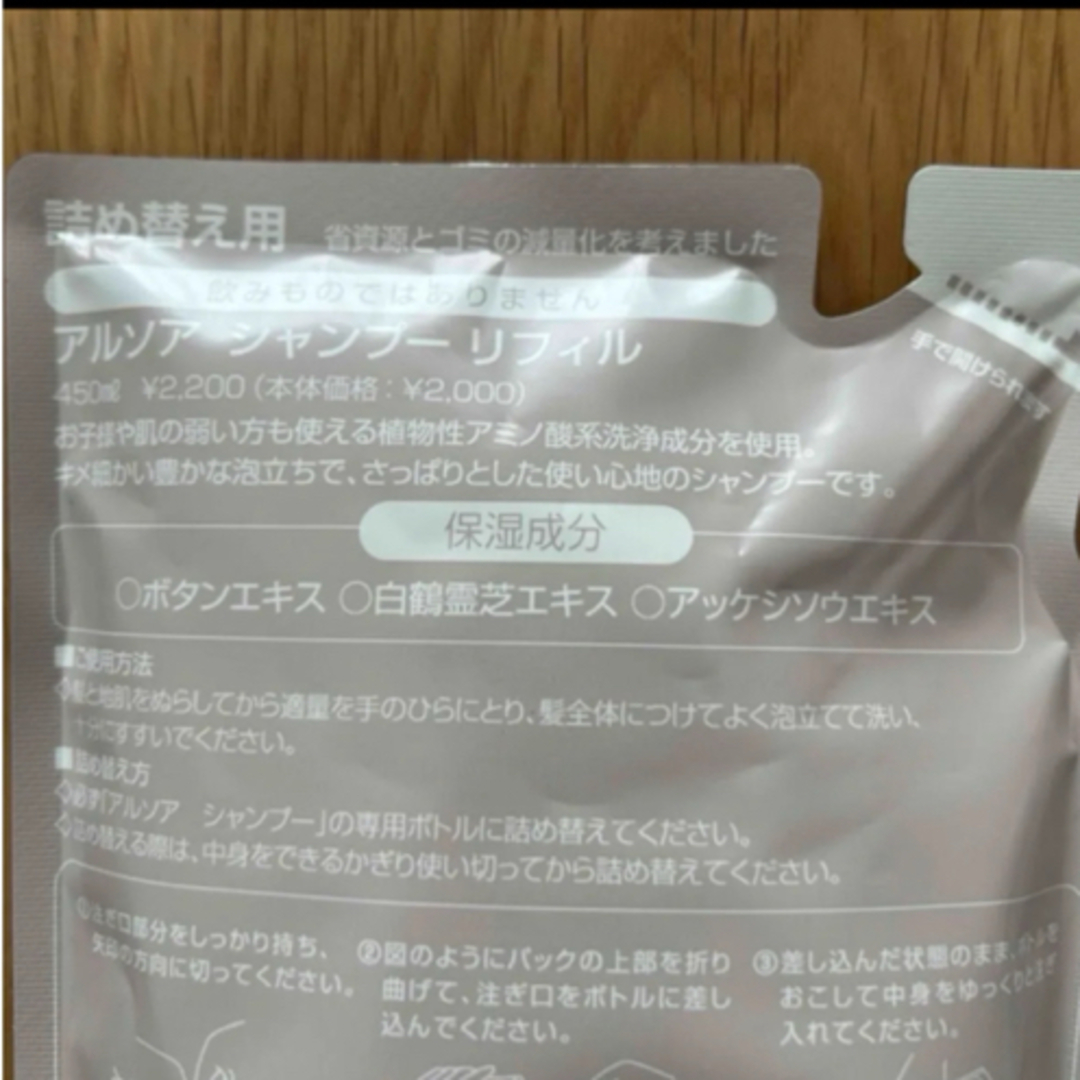 詰め替え用 省資源とゴミの減量化を考えました
飲みものではありません
アルソア シャンプー リフィル
450㎖ ¥2,200 (本体価格：¥2,000)
お子様や肌の弱い方も使える植物性アミノ酸系洗浄成分を使用。
キメ細かい豊かな泡立ちで、さっぱりとした使い心地のシャンプーです。
手で開けられます
保湿成分
○ボタンエキス ○白鶴霊芝エキス ○アッケシソウエキス
■ご使用方法
◇髪と地肌をぬらしてから適量を手のひらにとり、髪全体につけてよく泡立てて洗い、
十分にすすいでください。
■詰め替え方
◇必ず「アルソア シャンプー」の専用ボトルに詰め替えてください。
◇詰め替える際は、中身をできるかぎり使い切ってから詰め替えてください。
①注ぎ口部分をしっかり持ち、
矢印の方向に切ってください。
②図のようにパックの上部を折り
曲げて、注ぎ口をボトルに差し
込んでください。
③差し込んだ状態のまま、ボトルを
おこして中身をゆっくりと注ぎ
入れてください。